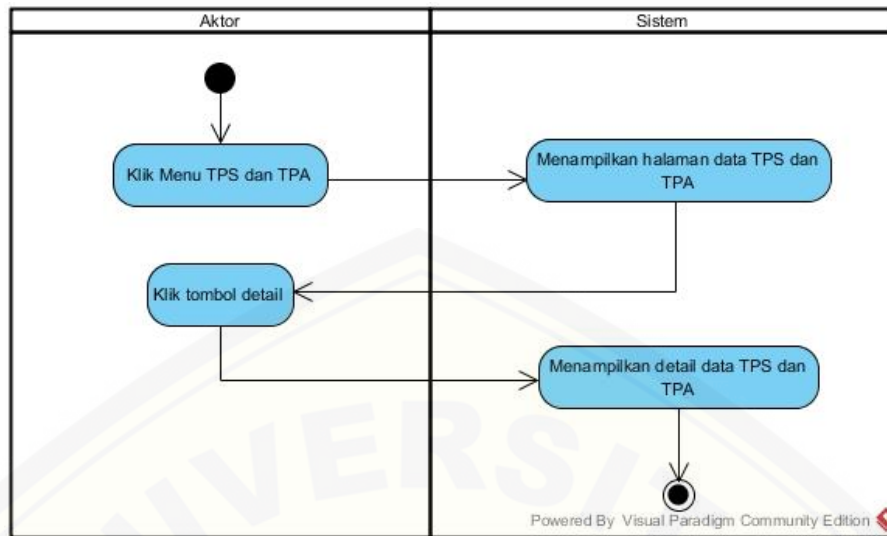 Aktor
Sistem
Klik Menu TPS dan TPA
Menampilkan halaman data TPS dan
TPA
Klik tombol detail
Menampilkan detail data TPS dan
TPA
UNIVERSIT
Powered By Visual Paradigm Community Edition